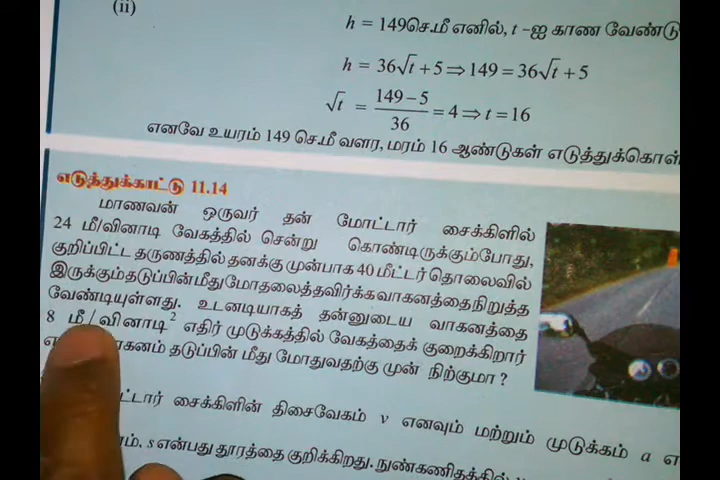 (ii)
h = 149செ.மீ எனில், t -ஐ காண வேண்டு
h = 36√t + 5 ⇒ 149 = 36√t + 5
√t = (149 − 5)/36 = 4 ⇒ t = 16
எனவே உயரம் 149 செ.மீ வளர, மரம் 16 ஆண்டுகள் எடுத்துக்கொள்
எடுத்துக்காட்டு 11.14
மாணவன் ஒருவர் தன் மோட்டார் சைக்கிளில்
24 மீ/வினாடி வேகத்தில் சென்று கொண்டிருக்கும்போது,
குறிப்பிட்ட தருணத்தில் தனக்கு முன்பாக 40 மீட்டர் தொலைவில்
இருக்கும் தடுப்பின் மீது மோதலைத் தவிர்க்க வாகனத்தை நிறுத்த
வேண்டியுள்ளது. உடனடியாகத் தன்னுடைய வாகனத்தை
8 மீ/வினாடி² எதிர் முடுக்கத்தில் வேகத்தைக் குறைக்கிறார்
தடுப்பின் மீது மோதுவதற்கு முன் நிற்குமா?
சைக்கிளின் திசைவேகம் v எனவும் மற்றும் முடுக்கம் a எ
s என்பது தூரத்தை குறிக்கிறது. நுண்கணிதத்தில்